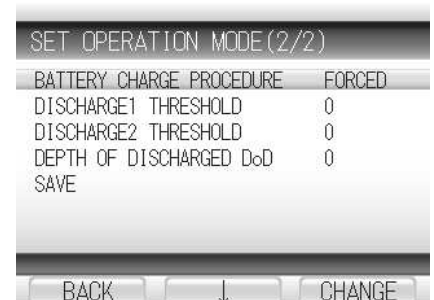 SET OPERATION MODE(2/2)
BATTERY CHARGE PROCEDURE FORCED
DISCHARGE1 THRESHOLD 0
DISCHARGE2 THRESHOLD 0
DEPTH OF DISCHARGED DoD 0
SAVE
BACK ↓ CHANGE